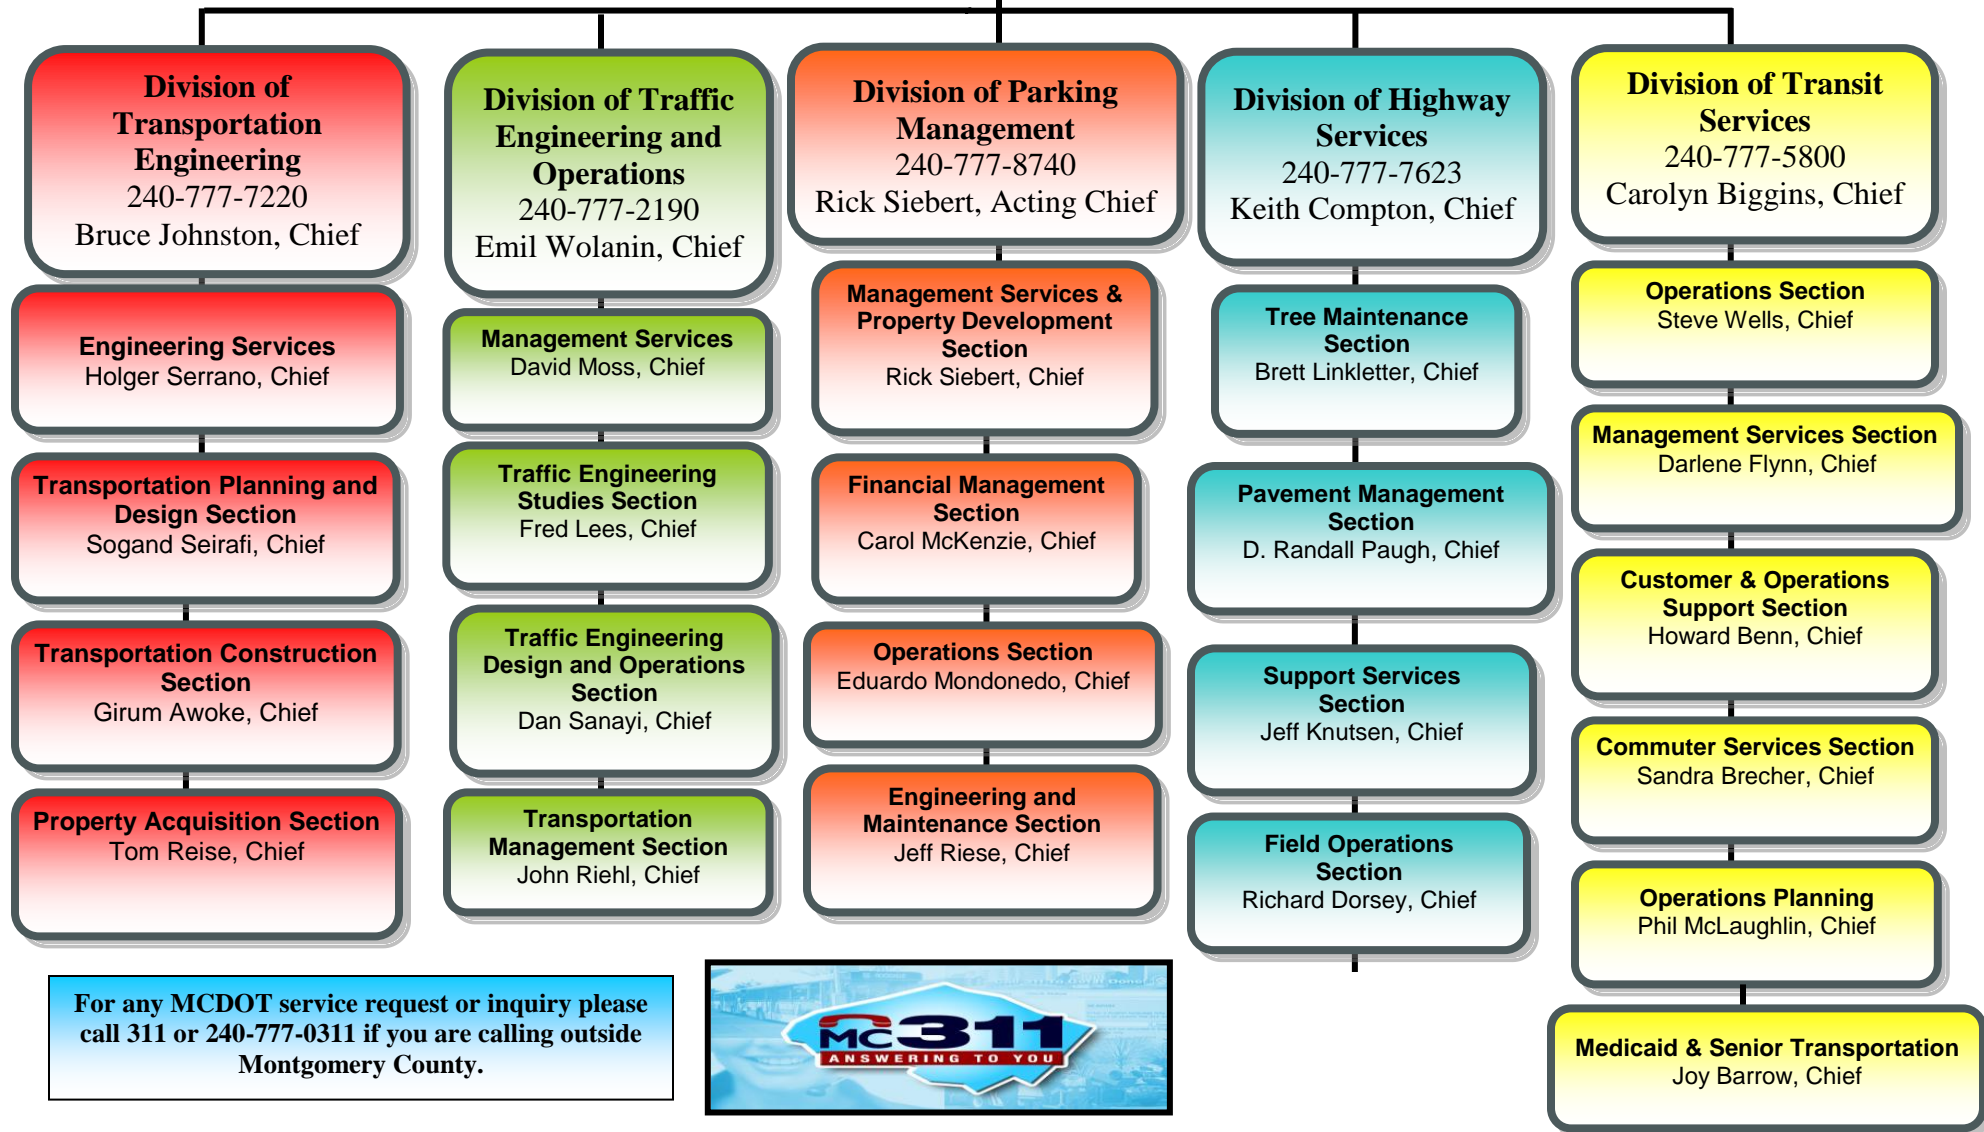 Division of
Transportation
Engineering
240-777-7220
Bruce Johnston, Chief
Engineering Services
Holger Serrano, Chief
Transportation Planning and
Design Section
Sogand Seirafi, Chief
Transportation Construction
Section
Girum Awoke, Chief
Property Acquisition Section
Tom Reise, Chief
Division of Traffic
Engineering and
Operations
240-777-2190
Emil Wolanin, Chief
Management Services
David Moss, Chief
Traffic Engineering
Studies Section
Fred Lees, Chief
Traffic Engineering
Design and Operations
Section
Dan Sanayi, Chief
Transportation
Management Section
John Riehl, Chief
Division of Parking
Management
240-777-8740
Rick Siebert, Acting Chief
Management Services &
Property Development
Section
Rick Siebert, Chief
Financial Management
Section
Carol McKenzie, Chief
Operations Section
Eduardo Mondonedo, Chief
Engineering and
Maintenance Section
Jeff Riese, Chief
Division of Highway
Services
240-777-7623
Keith Compton, Chief
Tree Maintenance
Section
Brett Linkletter, Chief
Pavement Management
Section
D. Randall Paugh, Chief
Support Services
Section
Jeff Knutsen, Chief
Field Operations
Section
Richard Dorsey, Chief
Division of Transit
Services
240-777-5800
Carolyn Biggins, Chief
Operations Section
Steve Wells, Chief
Management Services Section
Darlene Flynn, Chief
Customer & Operations
Support Section
Howard Benn, Chief
Commuter Services Section
Sandra Brecher, Chief
Operations Planning
Phil McLaughlin, Chief
Medicaid & Senior Transportation
Joy Barrow, Chief
For any MCDOT service request or inquiry please
call 311 or 240-777-0311 if you are calling outside
Montgomery County.
MC311
ANSWERING TO YOU